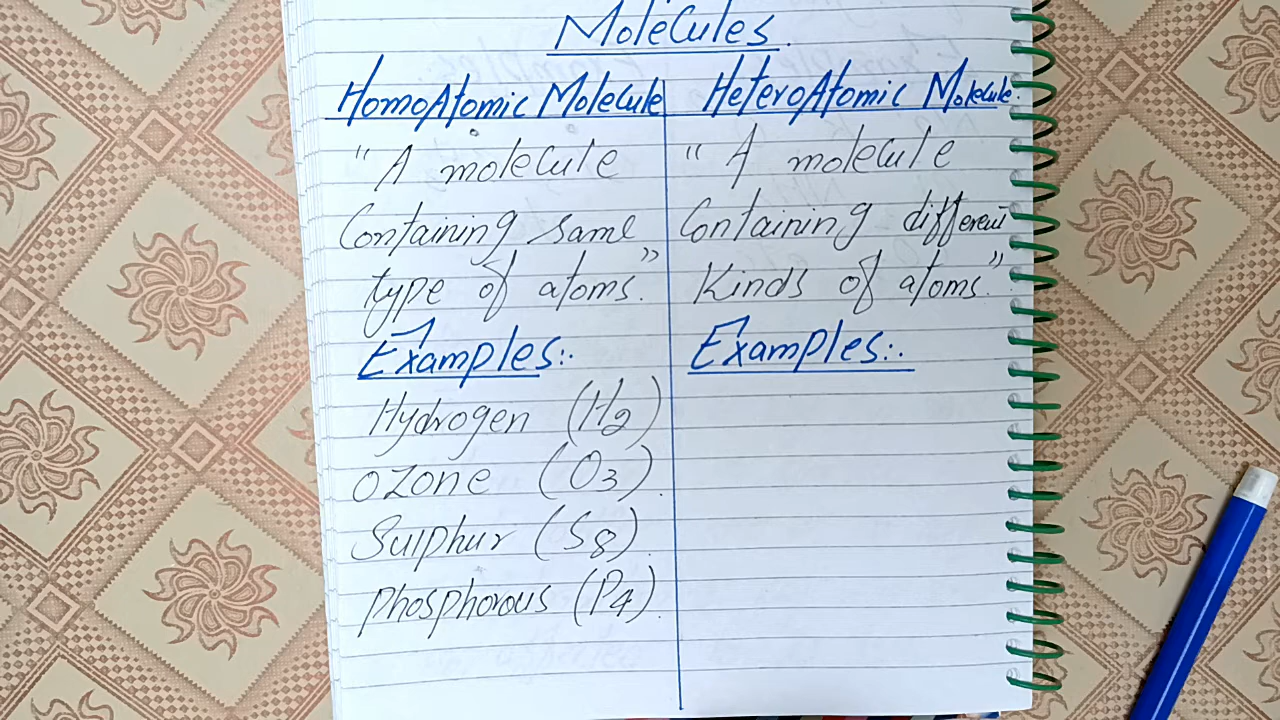 Molecules.
HomoAtomic Molecule
HeteroAtomic Molecule.
"A molecule
Containing same
type of atoms."
Examples:.
Hydrogen (H2)
Ozone (O3).
Sulphur (S8).
Phosphorous (P4).
"A molecule
Containing different
Kinds of atoms."
Examples:.